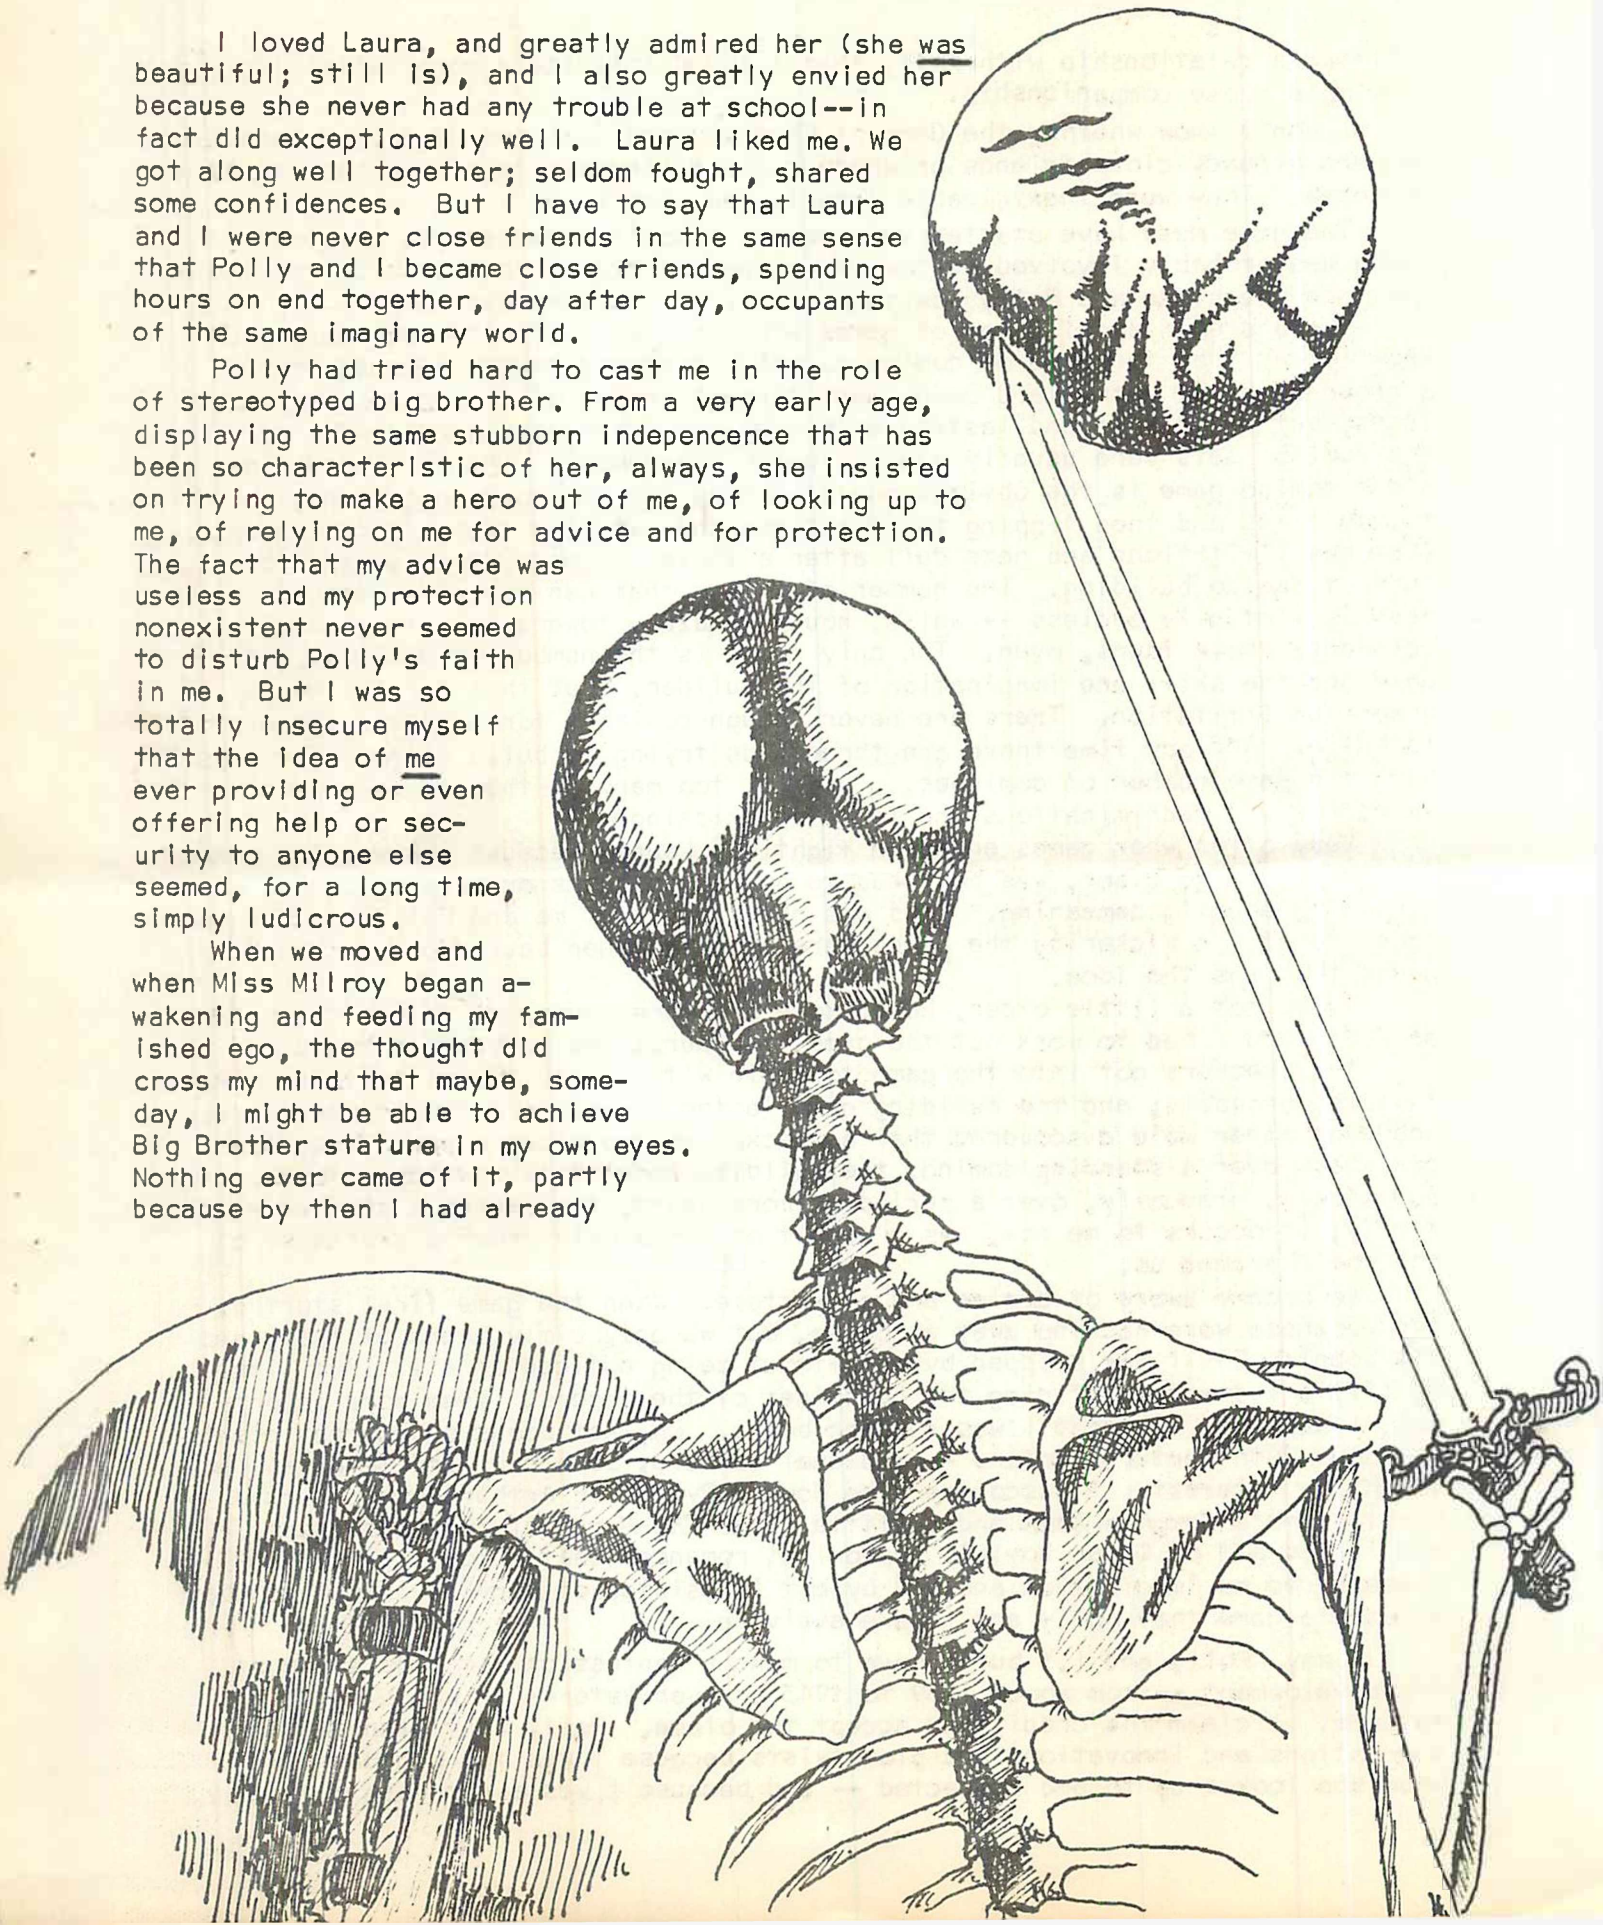 I loved Laura, and greatly admired her (she was
beautiful; still is), and I also greatly envied her
because she never had any trouble at school--in
fact did exceptionally well. Laura liked me. We
got along well together; seldom fought, shared
some confidences. But I have to say that Laura
and I were never close friends in the same sense
that Polly and I became close friends, spending
hours on end together, day after day, occupants
of the same imaginary world.
Polly had tried hard to cast me in the role
of stereotyped big brother. From a very early age,
displaying the same stubborn indepencence that has
been so characteristic of her, always, she insisted
on trying to make a hero out of me, of looking up to
me, of relying on me for advice and for protection.
The fact that my advice was
useless and my protection
nonexistent never seemed
to disturb Polly's faith
in me. But I was so
totally insecure myself
that the idea of me
ever providing or even
offering help or sec-
urity to anyone else
seemed, for a long time,
simply ludicrous.
When we moved and
when Miss Milroy began a-
wakening and feeding my fam-
ished ego, the thought did
cross my mind that maybe, some-
day, I might be able to achieve
Big Brother stature in my own eyes.
Nothing ever came of it, partly
because by then I had already